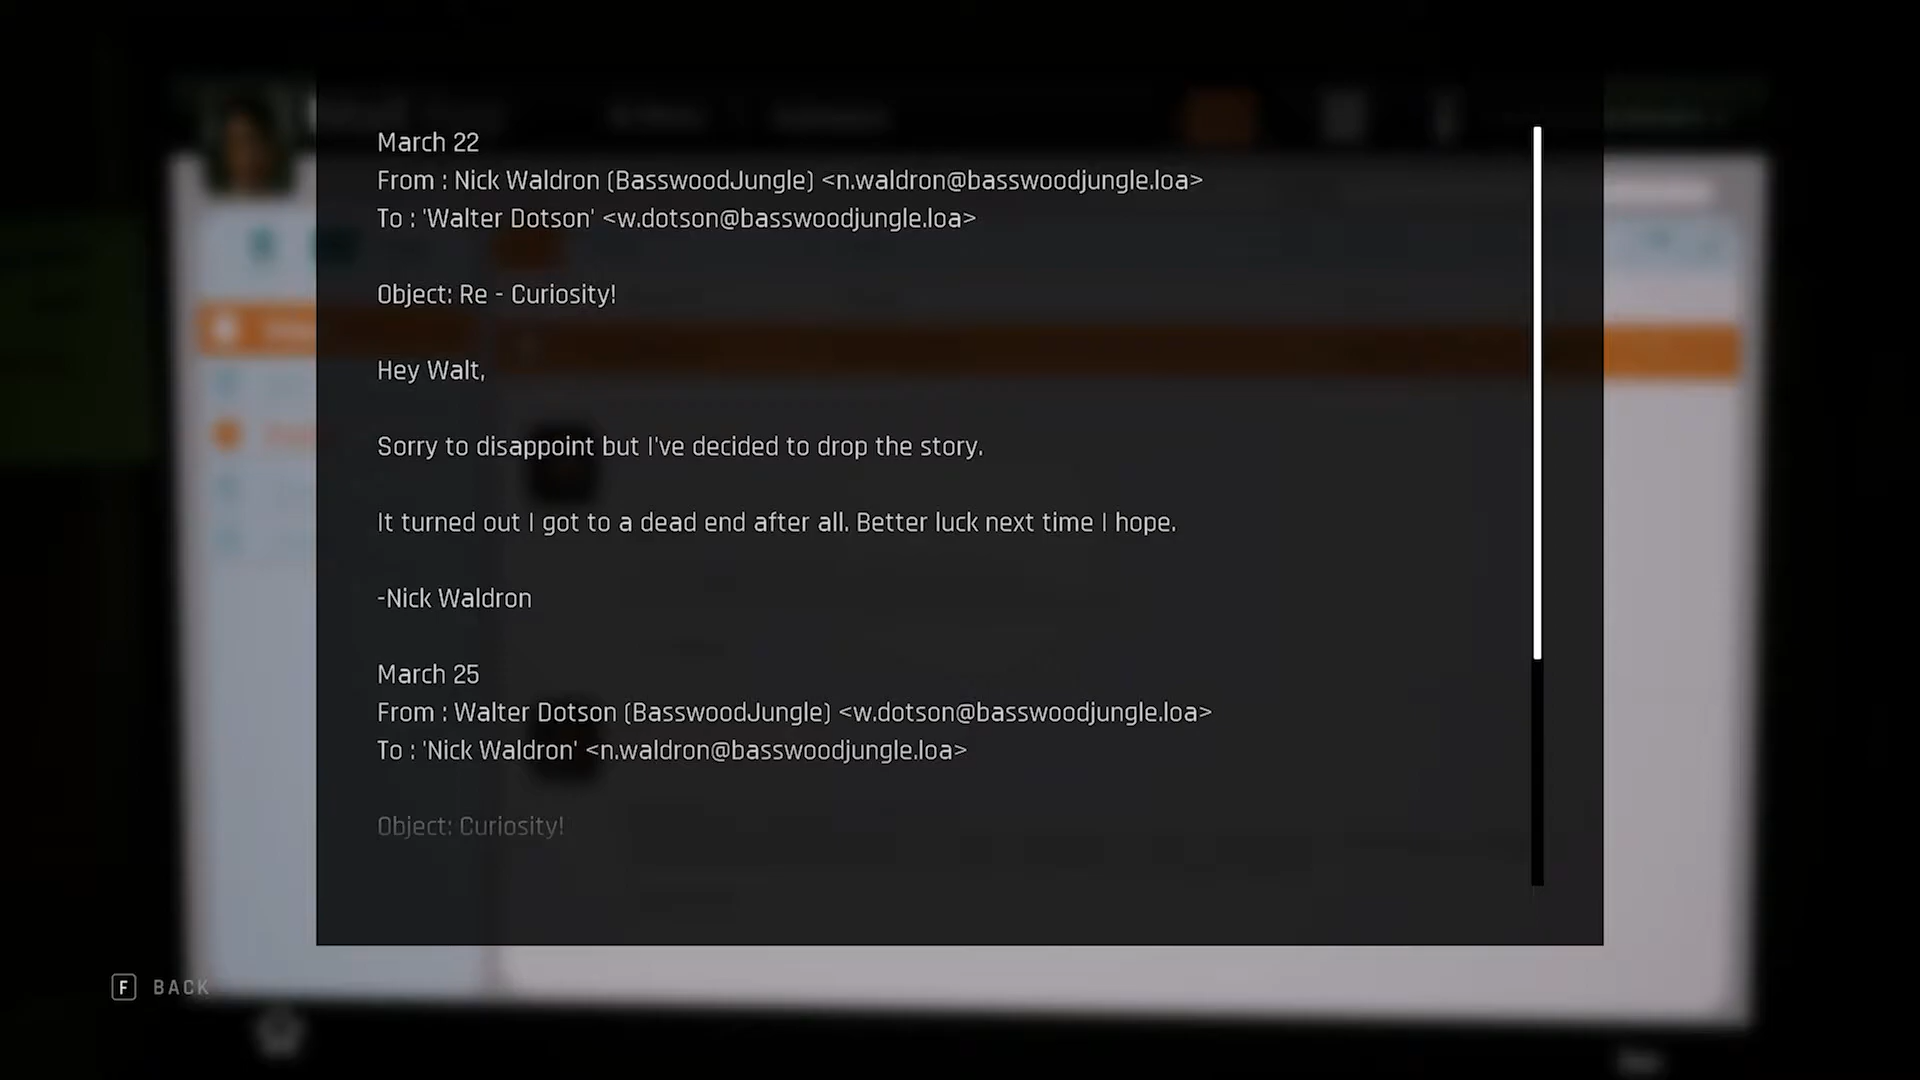 March 22
From : Nick Waldron (BasswoodJungle) <n.waldron@basswoodjungle.loa>
To : 'Walter Dotson' <w.dotson@basswoodjungle.loa>
Object: Re - Curiosity!
Hey Walt,
Sorry to disappoint but I've decided to drop the story.
It turned out I got to a dead end after all. Better luck next time I hope.
-Nick Waldron
March 25
From : Walter Dotson (BasswoodJungle) <w.dotson@basswoodjungle.loa>
To : 'Nick Waldron' <n.waldron@basswoodjungle.loa>
Object: Curiosity!
F BACK